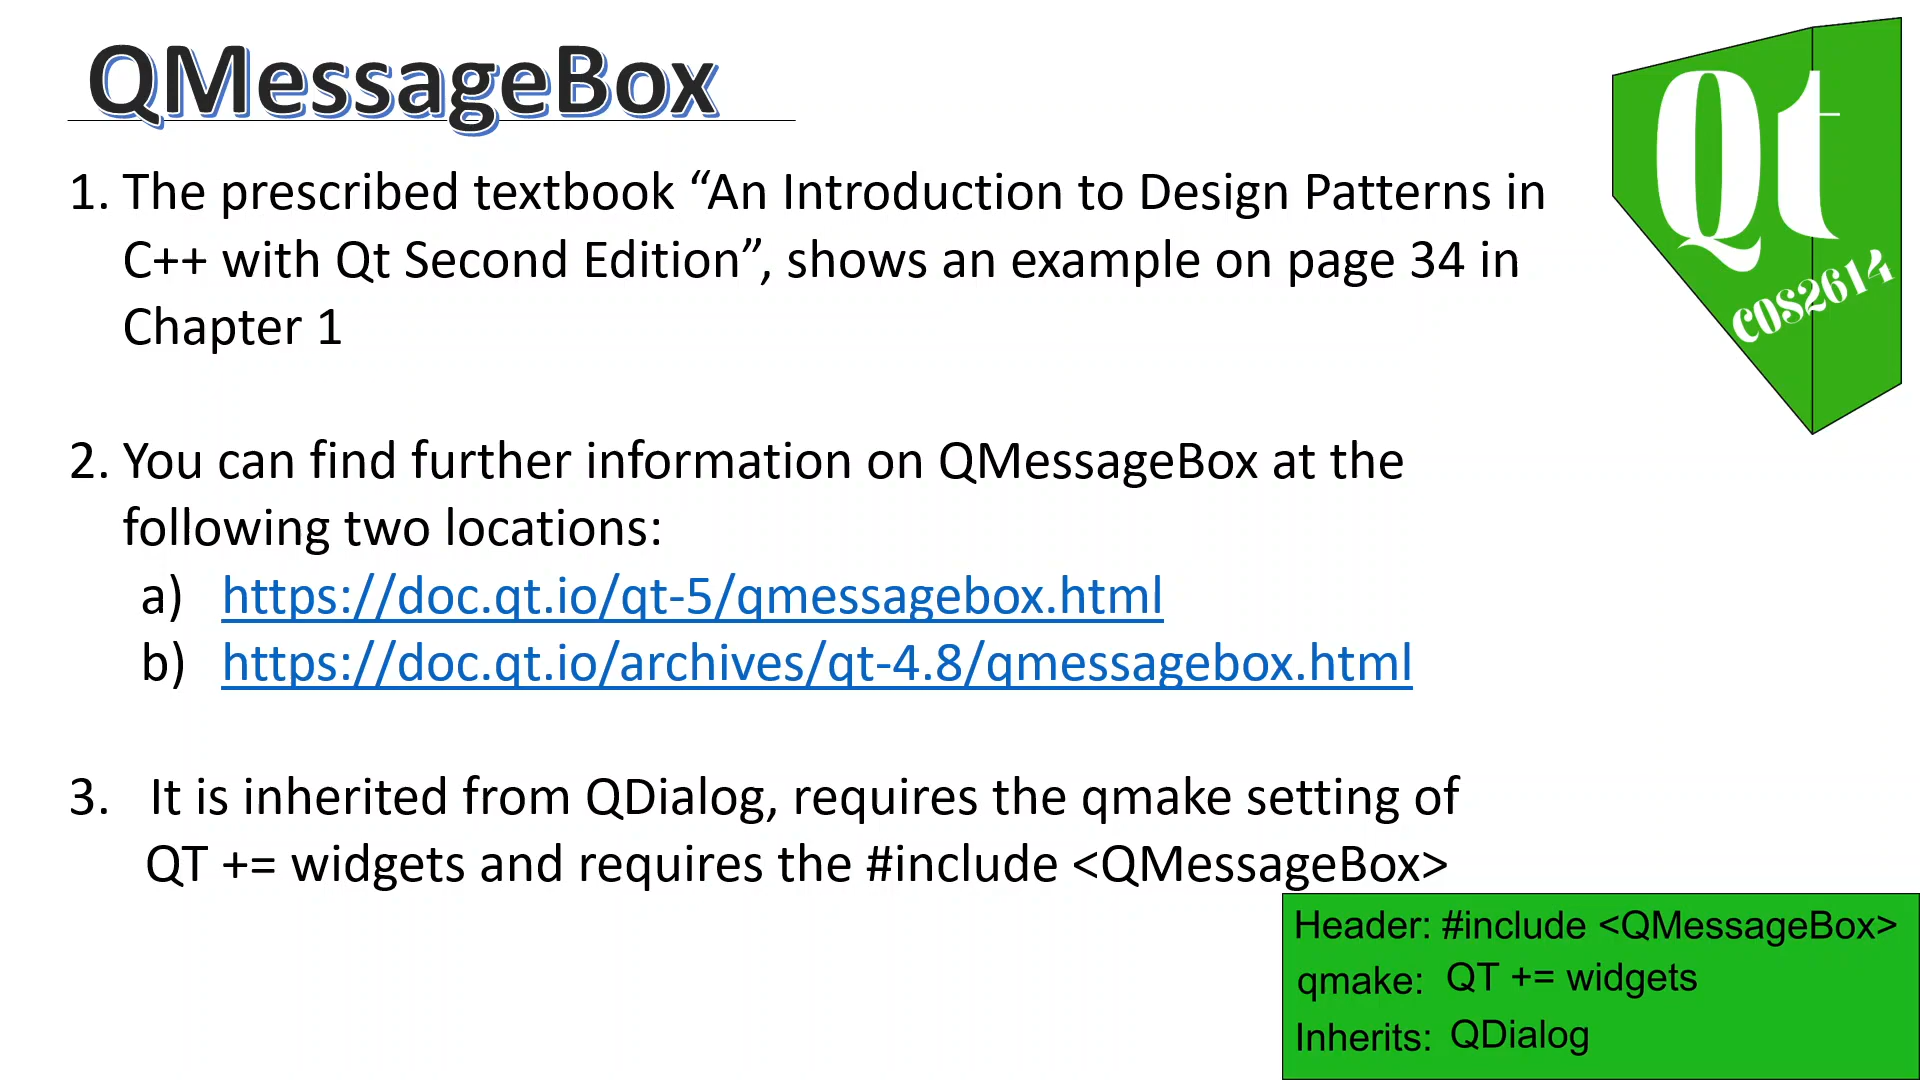 QMessageBox
Qt
COS2614
1. The prescribed textbook “An Introduction to Design Patterns in
C++ with Qt Second Edition”, shows an example on page 34 in
Chapter 1
2. You can find further information on QMessageBox at the
following two locations:
a) https://doc.qt.io/qt-5/qmessagebox.html
b) https://doc.qt.io/archives/qt-4.8/qmessagebox.html
3. It is inherited from QDialog, requires the qmake setting of
QT += widgets and requires the #include <QMessageBox>
Header: #include <QMessageBox>
qmake: QT += widgets
Inherits: QDialog